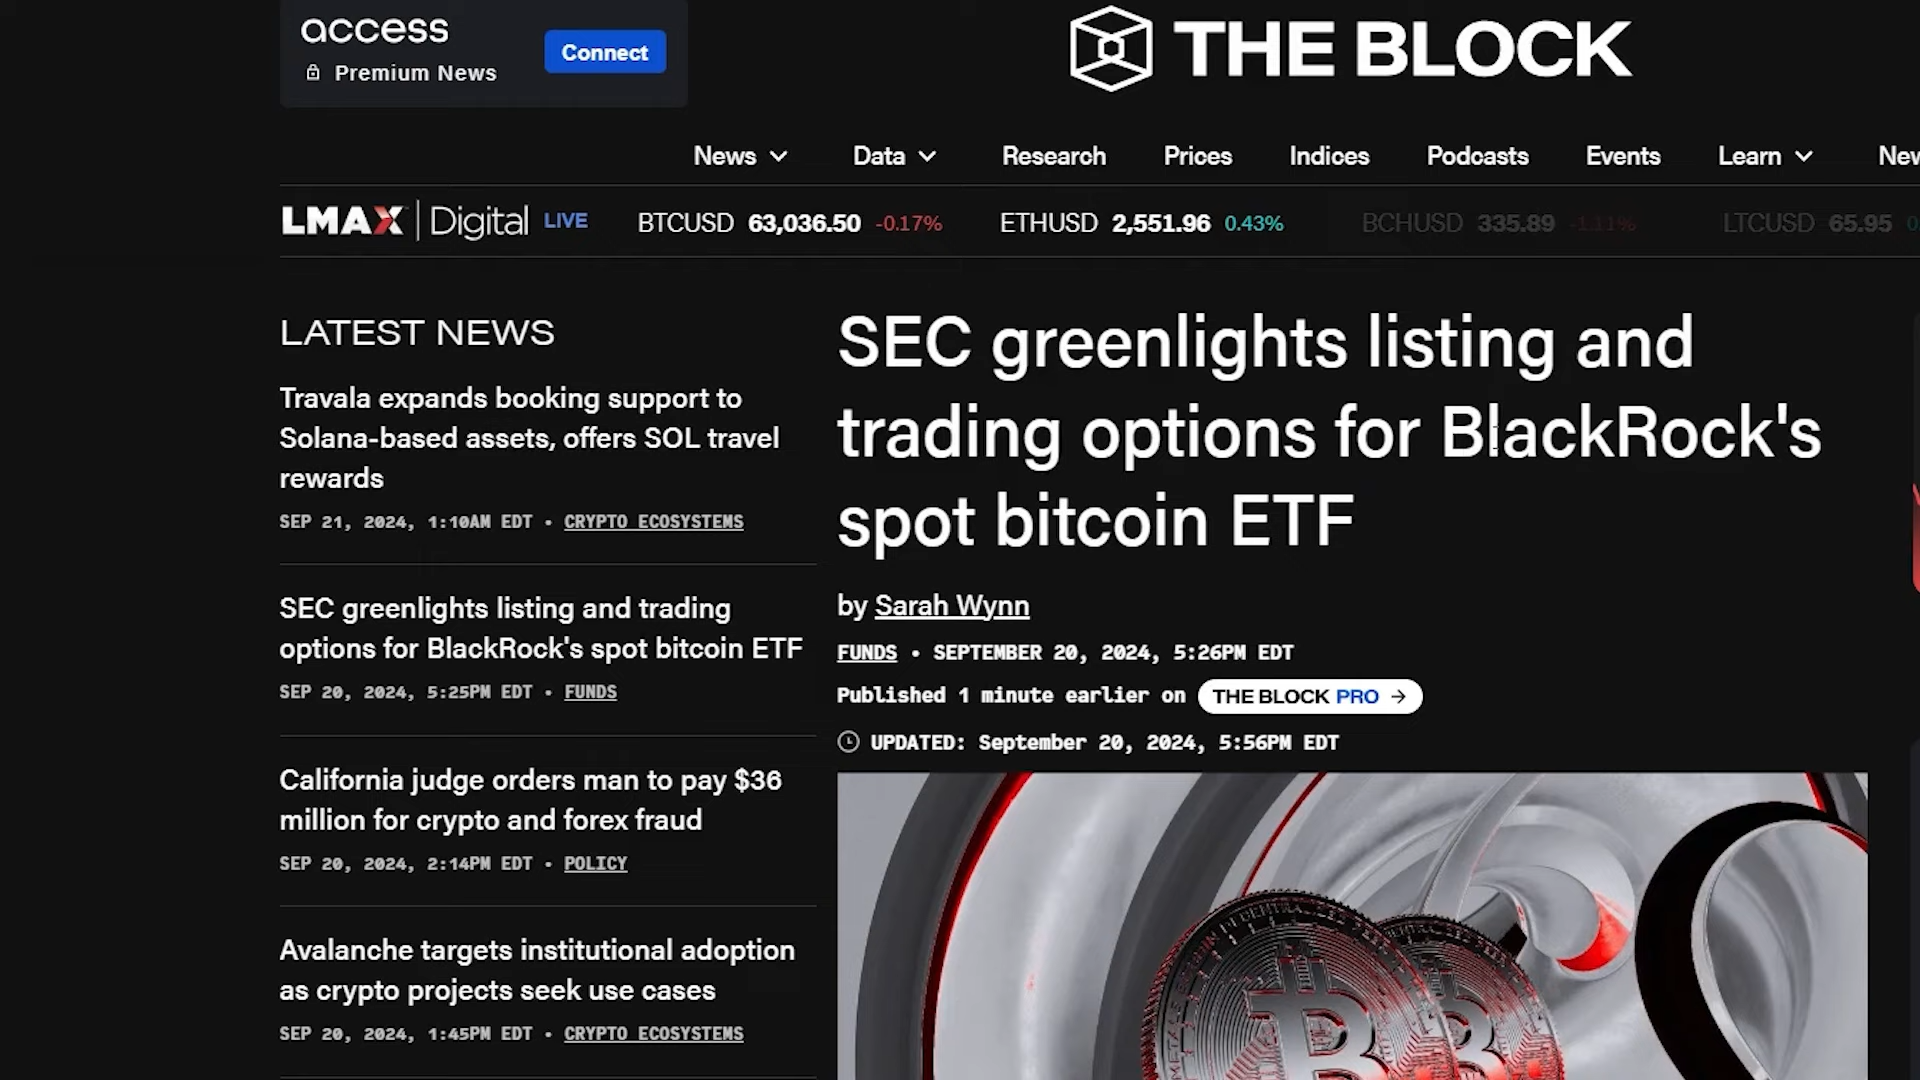 access
Premium News
Connect
THE BLOCK
News
Data
Research
Prices
Indices
Podcasts
Events
Learn
LMAX Digital LIVE
BTCUSD 63,036.50 -0.17%
ETHUSD 2,551.96 0.43%
BCHUSD 335.89 -1.11%
LTCUSD 65.95
LATEST NEWS
Travala expands booking support to
Solana-based assets, offers SOL travel
rewards
SEP 21, 2024, 1:10AM EDT • CRYPTO ECOSYSTEMS
SEC greenlights listing and trading
options for BlackRock's spot bitcoin ETF
SEP 20, 2024, 5:25PM EDT • FUNDS
California judge orders man to pay $36
million for crypto and forex fraud
SEP 20, 2024, 2:14PM EDT • POLICY
Avalanche targets institutional adoption
as crypto projects seek use cases
SEP 20, 2024, 1:45PM EDT • CRYPTO ECOSYSTEMS
SEC greenlights listing and
trading options for BlackRock's
spot bitcoin ETF
by Sarah Wynn
FUNDS • SEPTEMBER 20, 2024, 5:26PM EDT
Published 1 minute earlier on THE BLOCK PRO →
UPDATED: September 20, 2024, 5:56PM EDT